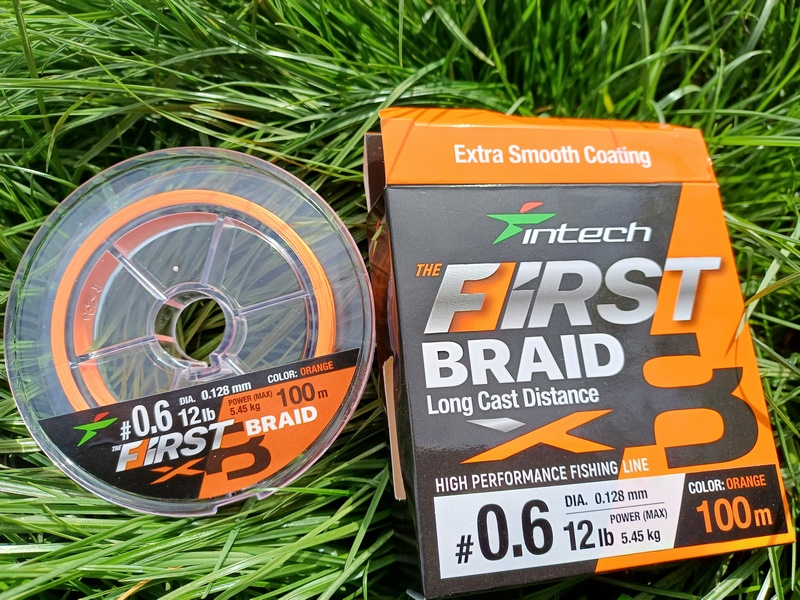 #0.6
DIA. 0.128 mm
12 lb
POWER (MAX)
5.45 kg
COLOR: ORANGE
100 m
THE FIRST BRAID
X8
Extra Smooth Coating
intech
THE FIRST
BRAID
Long Cast Distance
X8
HIGH PERFORMANCE FISHING LINE
#0.6
DIA. 0.128 mm
12 lb
POWER (MAX)
5.45 kg
COLOR: ORANGE
100 m